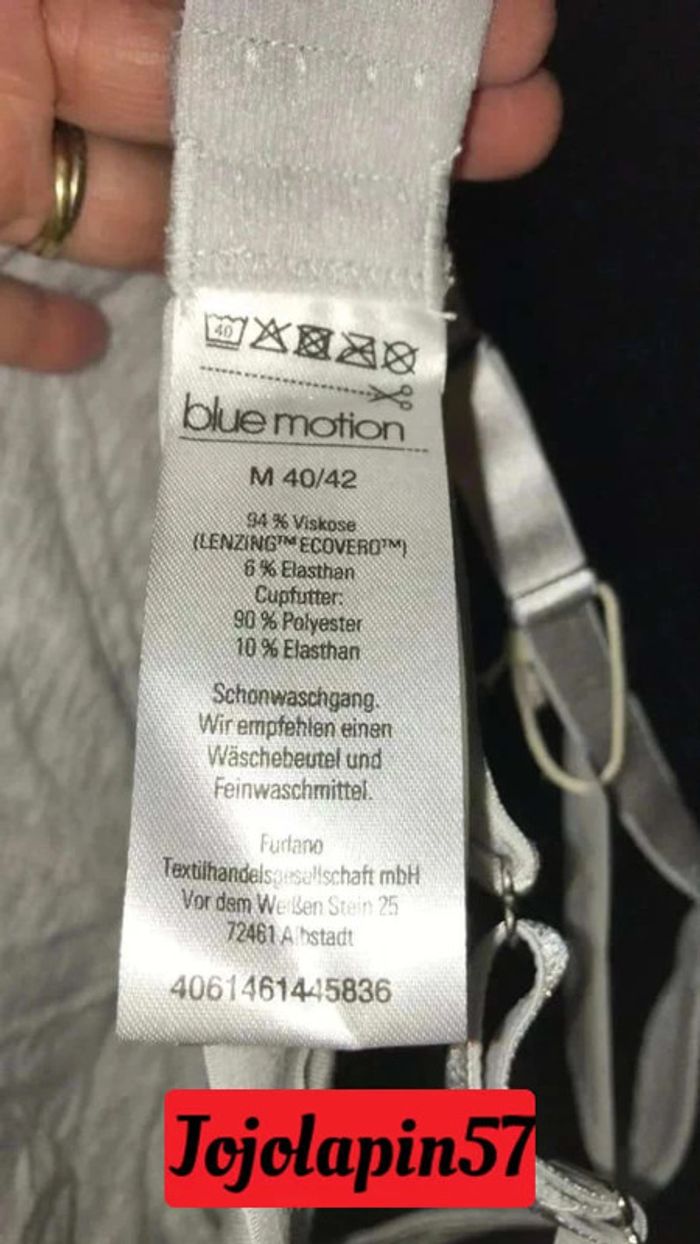 40
blue motion
M 40/42
94 % Viskose
(LENZING™ ECOVERO™)
6 % Elasthan
Cupfutter:
90 % Polyester
10 % Elasthan
Schonwaschgang.
Wir empfehlen einen
Wäschebeutel und
Feinwaschmittel.
Furlano
Textilhandelsgesellschaft mbH
Vor dem Weißen Stein 25
72461 Albstadt
4061461445836
Jojolapin57